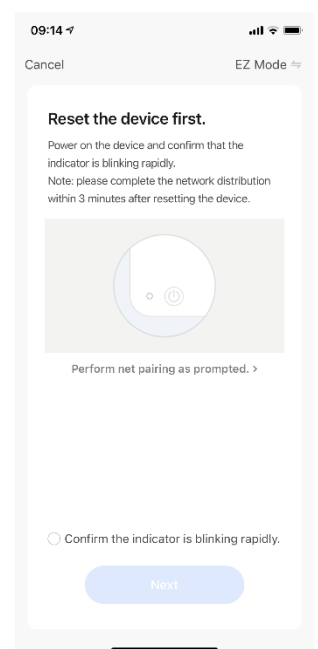 09:14
Cancel
EZ Mode
Reset the device first.
Power on the device and confirm that the
indicator is blinking rapidly.
Note: please complete the network distribution
within 3 minutes after resetting the device.
Perform net pairing as prompted. >
Confirm the indicator is blinking rapidly.
Next